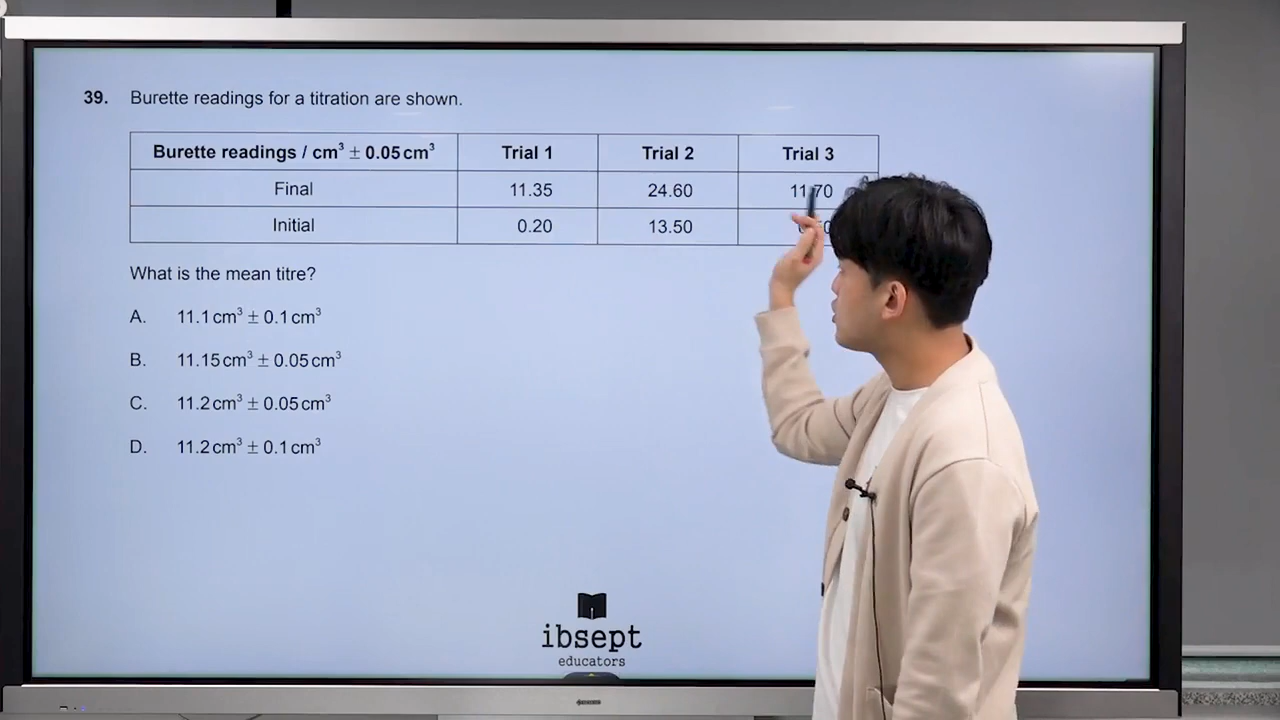 39. Burette readings for a titration are shown.
Burette readings / cm³ ± 0.05 cm³ Trial 1 Trial 2 Trial 3
Final 11.35 24.60 11.70
Initial 0.20 13.50
What is the mean titre?
A. 11.1 cm³ ± 0.1 cm³
B. 11.15 cm³ ± 0.05 cm³
C. 11.2 cm³ ± 0.05 cm³
D. 11.2 cm³ ± 0.1 cm³
ibsept
educators